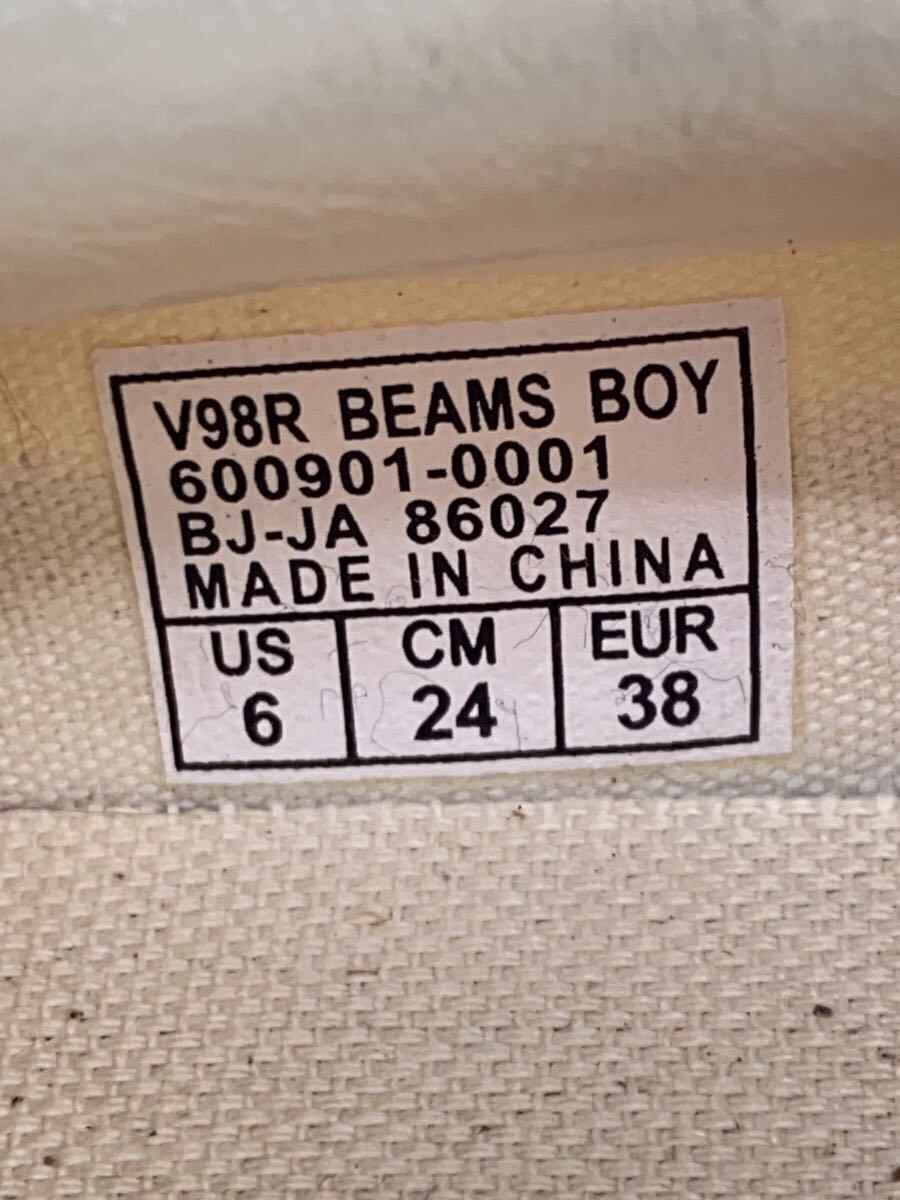 V98R BEAMS BOY
600901-0001
BJ-JA 86027
MADE IN CHINA
US CM EUR
6 24 38